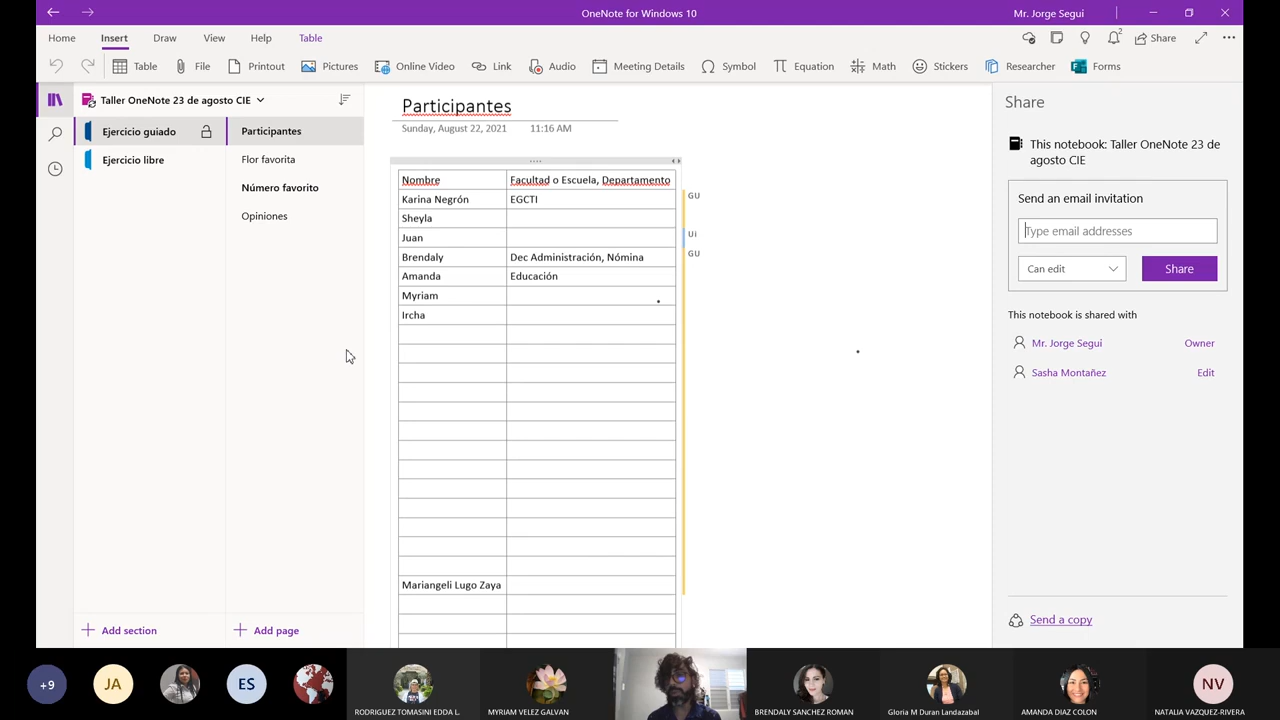 OneNote for Windows 10
Mr. Jorge Segui
Home
Insert
Draw
View
Help
Table
2
Share
Table
File
Printout
Pictures
Online Video
Link
Audio
Meeting Details
Symbol
Equation
Math
Stickers
Researcher
Forms
Taller OneNote 23 de agosto CIE
Ejercicio guiado
Ejercicio libre
Participantes
Flor favorita
Número favorito
Opiniones
Add section
Add page
Participantes
Sunday, August 22, 2021 11:16 AM
Nombre Facultad o Escuela, Departamento
Karina Negrón EGCTI
Sheyla
Juan
Brendaly Dec Administración, Nómina
Amanda Educación
Myriam
Ircha
Mariangeli Lugo Zaya
GU
Ui
GU
Share
This notebook: Taller OneNote 23 de
agosto CIE
Send an email invitation
Type email addresses
Can edit
Share
This notebook is shared with
Mr. Jorge Segui Owner
Sasha Montañez Edit
Send a copy
+9
JA
ES
RODRIGUEZ TOMASINI EDDA L.
MYRIAM VELEZ GALVAN
BRENDALY SANCHEZ ROMAN
Gloria M Duran Landazabal
AMANDA DIAZ COLON
NV
NATALIA VAZQUEZ-RIVERA